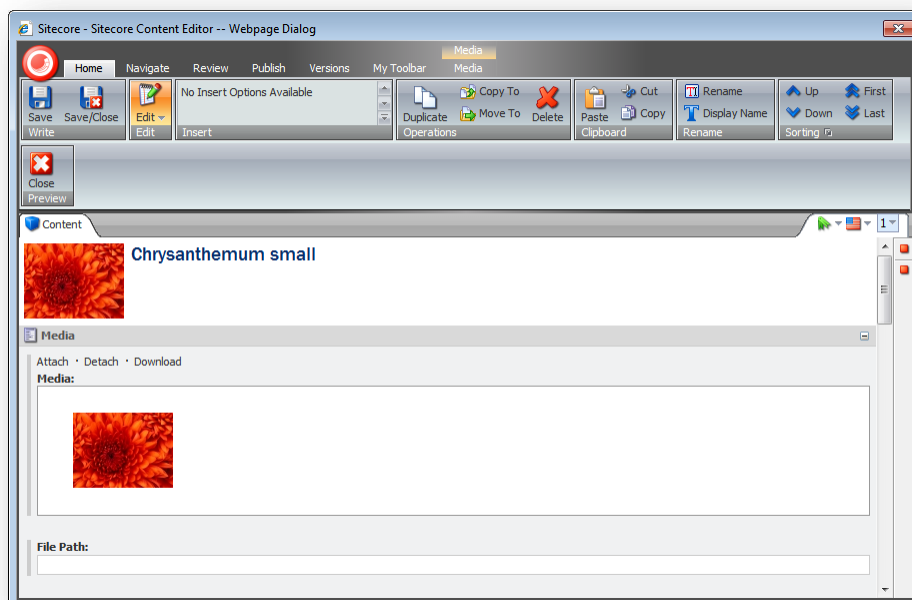 Sitecore - Sitecore Content Editor -- Webpage Dialog
Media
Home Navigate Review Publish Versions My Toolbar Media
Save Save/Close
Write
Edit
Edit
No Insert Options Available
Insert
Duplicate Copy To Move To Delete
Operations
Paste Cut Copy
Clipboard
Rename
Display Name
Rename
Up First
Down Last
Sorting
Close
Preview
Content 1
Chrysanthemum small
Media
Attach · Detach · Download
Media:
File Path: